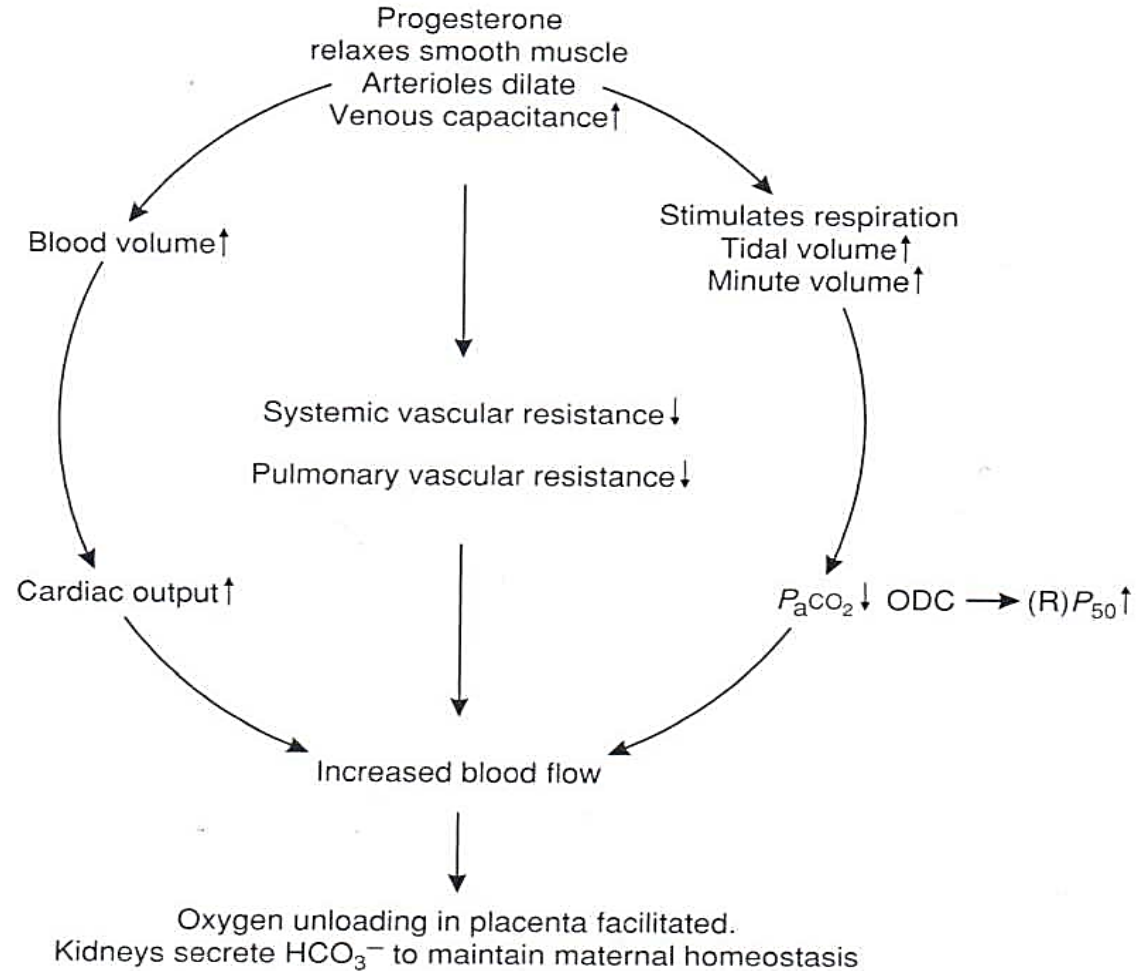 Progesterone
relaxes smooth muscle
Arterioles dilate
Venous capacitance↑
Blood volume↑
Stimulates respiration
Tidal volume↑
Minute volume↑
Systemic vascular resistance↓
Pulmonary vascular resistance↓
Cardiac output↑
PaCO₂↓ ODC → (R)P₅₀↑
Increased blood flow
Oxygen unloading in placenta facilitated.
Kidneys secrete HCO₃⁻ to maintain maternal homeostasis